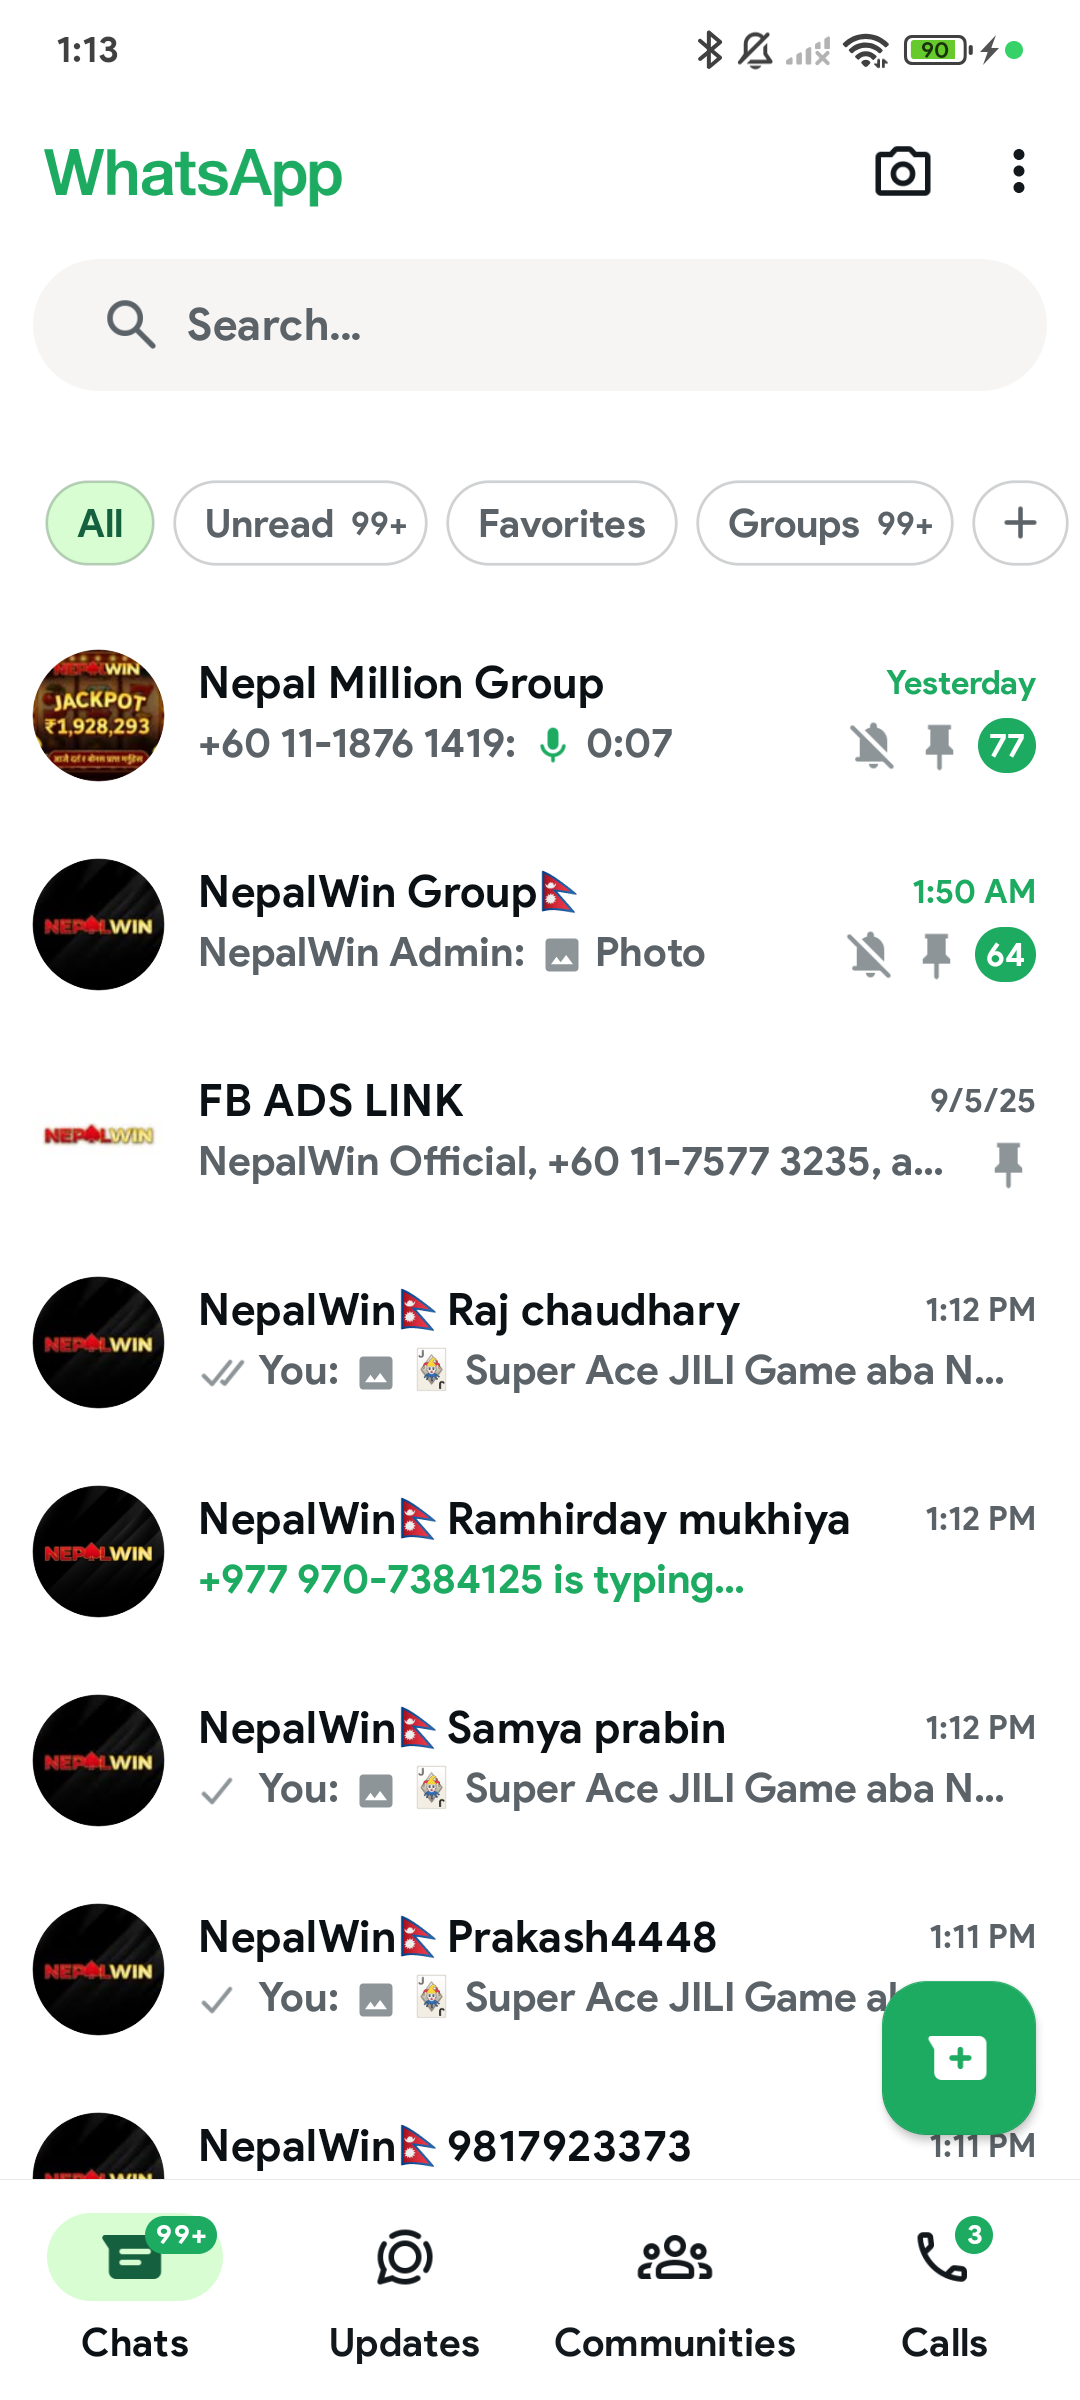 1:13
90
WhatsApp
Search...
All
Unread 99+
Favorites
Groups 99+
NEPALWIN
JACKPOT
₹1,928,293
Nepal Million Group
Yesterday
+60 11-1876 1419: 0:07
77
NEPALWIN
NepalWin Group🇳🇵
1:50 AM
NepalWin Admin: Photo
64
NEPALWIN
FB ADS LINK
9/5/25
NepalWin Official, +60 11-7577 3235, a...
NEPALWIN
NepalWin🇳🇵 Raj chaudhary
1:12 PM
You: 🃏 Super Ace JILI Game aba N...
NEPALWIN
NepalWin🇳🇵 Ramhirday mukhiya
1:12 PM
+977 970-7384125 is typing...
NEPALWIN
NepalWin🇳🇵 Samya prabin
1:12 PM
You: 🃏 Super Ace JILI Game aba N...
NEPALWIN
NepalWin🇳🇵 Prakash4448
1:11 PM
You: 🃏 Super Ace JILI Game
NEPALWIN
NepalWin🇳🇵 9817923373
1:11 PM
99+
3
Chats
Updates
Communities
Calls